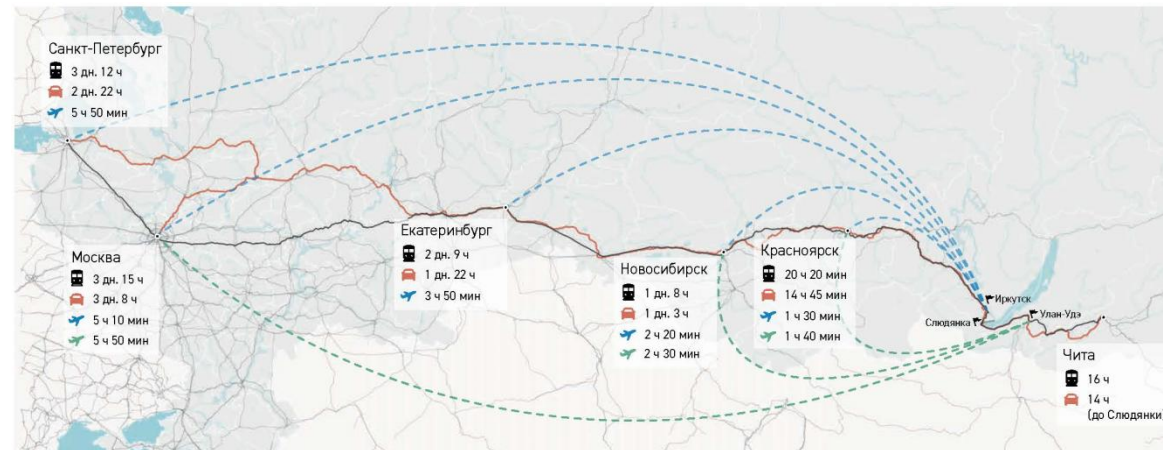 Санкт-Петербург
3 дн. 12 ч
2 дн. 22 ч
5 ч 50 мин
Москва
3 дн. 15 ч
3 дн. 8 ч
5 ч 10 мин
5 ч 50 мин
Екатеринбург
2 дн. 9 ч
1 дн. 22 ч
3 ч 50 мин
Новосибирск
1 дн. 8 ч
1 дн. 3 ч
2 ч 20 мин
2 ч 30 мин
Красноярск
20 ч 20 мин
14 ч 45 мин
1 ч 30 мин
1 ч 40 мин
Иркутск
Слюдянка
Улан-Удэ
Чита
16 ч
14 ч
(до Слюдянки